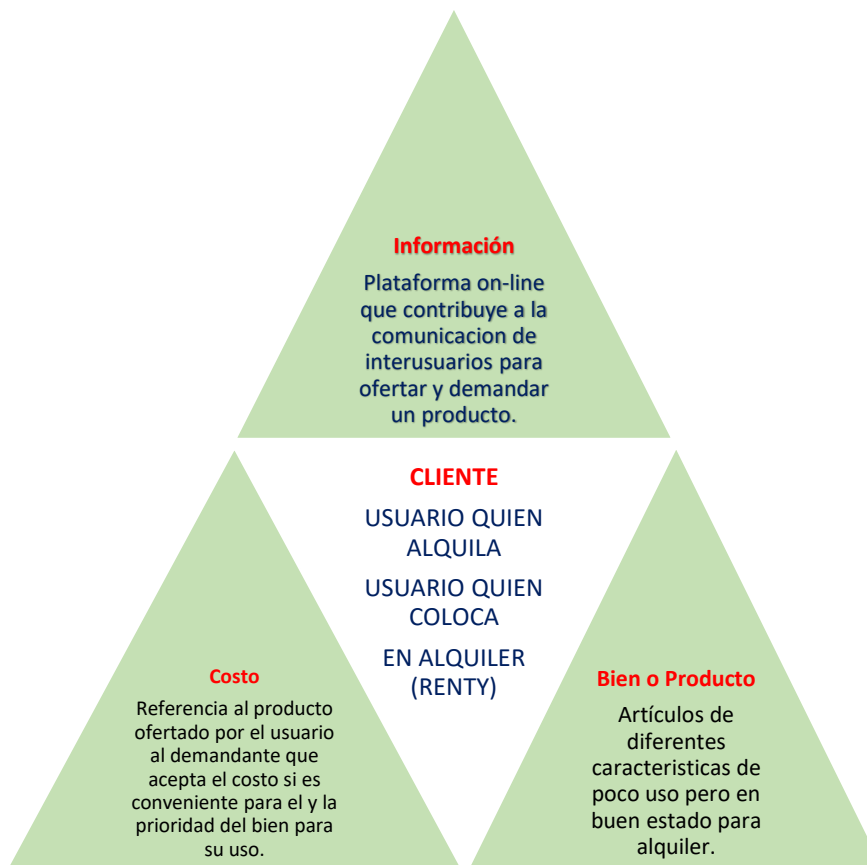 Información
Plataforma on-line
que contribuye a la
comunicacion de
interusuarios para
ofertar y demandar
un producto.
CLIENTE
USUARIO QUIEN
ALQUILA
USUARIO QUIEN
COLOCA
EN ALQUILER
(RENTY)
Costo
Referencia al producto
ofertado por el usuario
al demandante que
acepta el costo si es
conveniente para el y la
prioridad del bien para
su uso.
Bien o Producto
Artículos de
diferentes
caracteristicas de
poco uso pero en
buen estado para
alquiler.